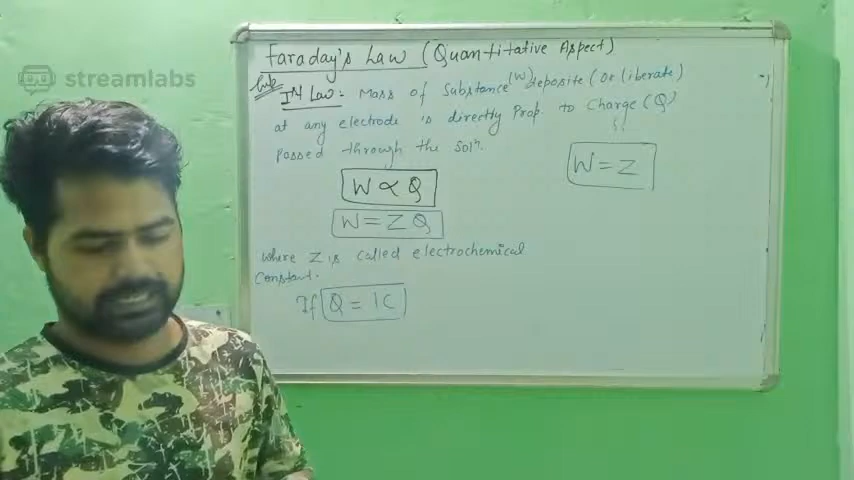 streamlabs
Faraday's Law (Quantitative Aspect)
Ist Law:- Mass of Substance (W) deposite (or liberate)
at any electrode is directly Prop. to Charge (Q)
passed through the Solⁿ.
W ∝ Q
W = Z Q
W = Z
where Z is called electrochemical
Constant.
If Q = 1C